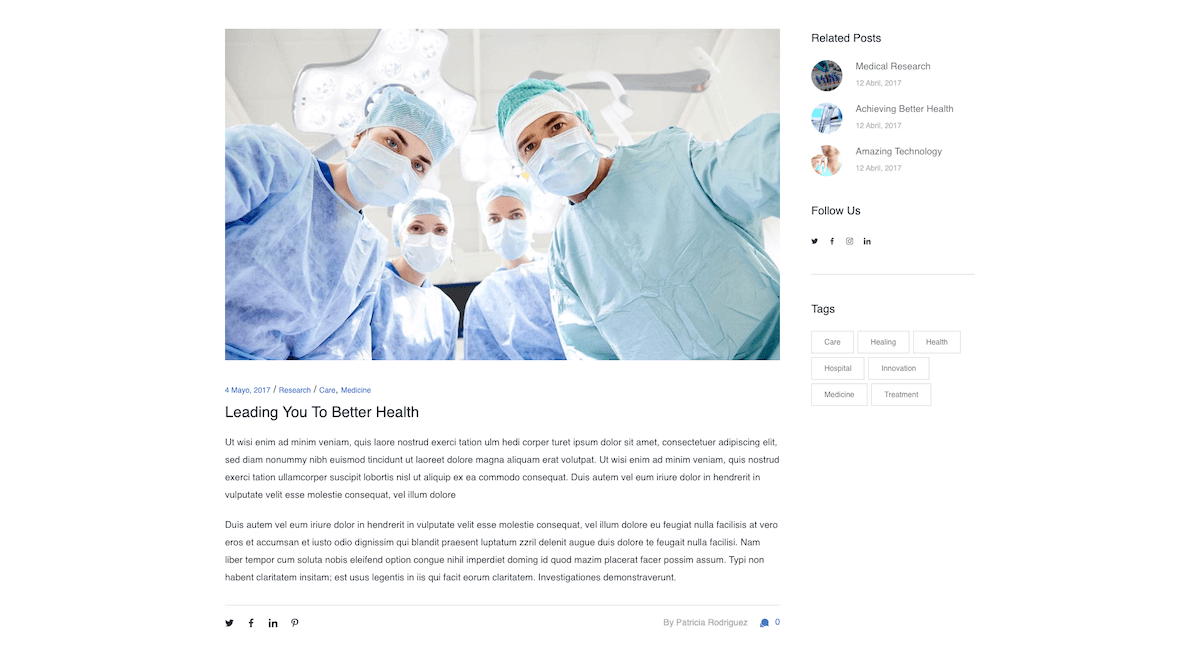 4 Mayo, 2017 / Research / Care, Medicine
Leading You To Better Health
Ut wisi enim ad minim veniam, quis laore nostrud exerci tation ulm hedi corper turet ipsum dolor sit amet, consectetuer adipiscing elit,
sed diam nonummy nibh euismod tincidunt ut laoreet dolore magna aliquam erat volutpat. Ut wisi enim ad minim veniam, quis nostrud
exerci tation ullamcorper suscipit lobortis nisl ut aliquip ex ea commodo consequat. Duis autem vel eum iriure dolor in hendrerit in
vulputate velit esse molestie consequat, vel illum dolore
Duis autem vel eum iriure dolor in hendrerit in vulputate velit esse molestie consequat, vel illum dolore eu feugiat nulla facilisis at vero
eros et accumsan et iusto odio dignissim qui blandit praesent luptatum zzril delenit augue duis dolore te feugait nulla facilisi. Nam
liber tempor cum soluta nobis eleifend option congue nihil imperdiet doming id quod mazim placerat facer possim assum. Typi non
habent claritatem insitam; est usus legentis in iis qui facit eorum claritatem. Investigationes demonstraverunt.
By Patricia Rodriguez 0
Related Posts
Medical Research
12 Abril, 2017
Achieving Better Health
12 Abril, 2017
Amazing Technology
12 Abril, 2017
Follow Us
Tags
Care Healing Health
Hospital Innovation
Medicine Treatment